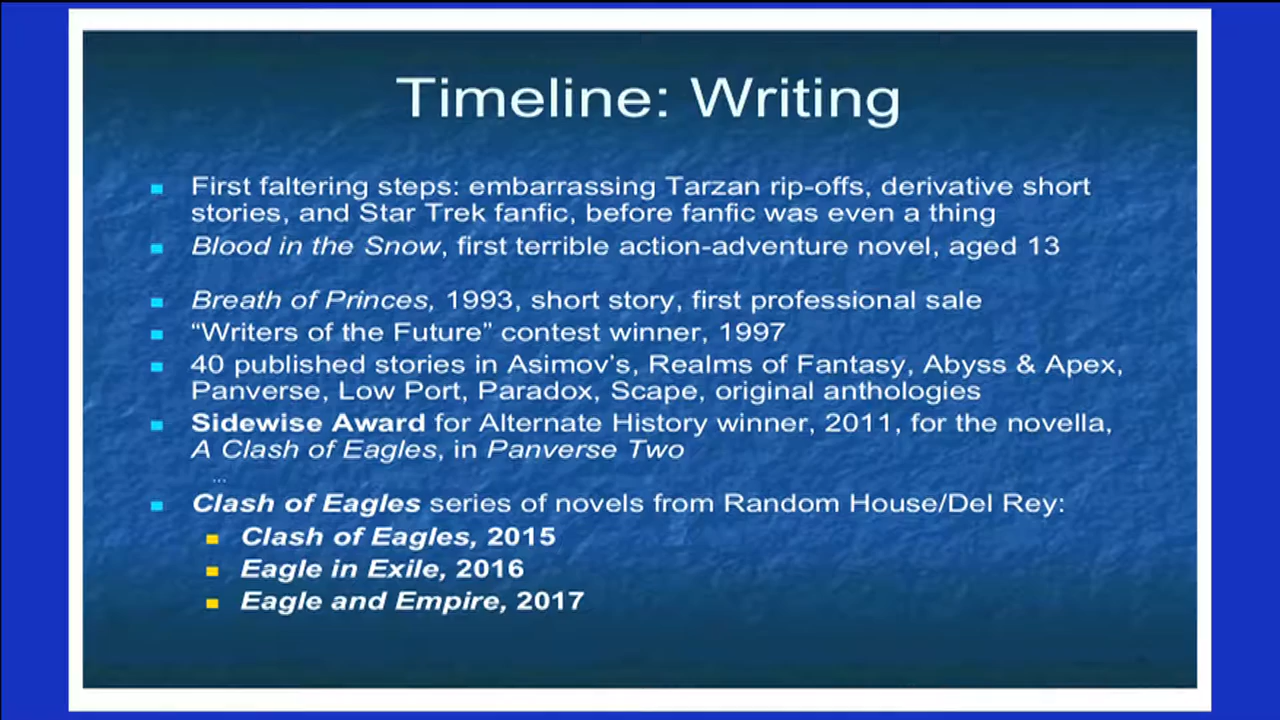 Timeline: Writing
First faltering steps: embarrassing Tarzan rip-offs, derivative short
stories, and Star Trek fanfic, before fanfic was even a thing
Blood in the Snow, first terrible action-adventure novel, aged 13
Breath of Princes, 1993, short story, first professional sale
“Writers of the Future” contest winner, 1997
40 published stories in Asimov’s, Realms of Fantasy, Abyss & Apex,
Panverse, Low Port, Paradox, Scape, original anthologies
Sidewise Award for Alternate History winner, 2011, for the novella,
A Clash of Eagles, in Panverse Two
...
Clash of Eagles series of novels from Random House/Del Rey:
Clash of Eagles, 2015
Eagle in Exile, 2016
Eagle and Empire, 2017